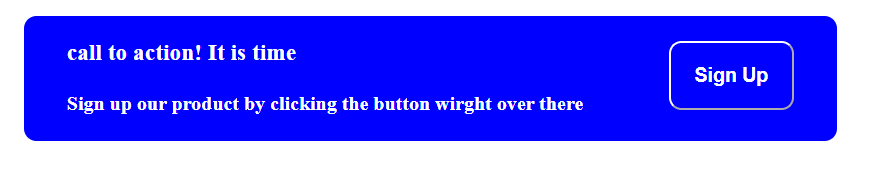 call to action! It is time
Sign up our product by clicking the button wirght over there
Sign Up